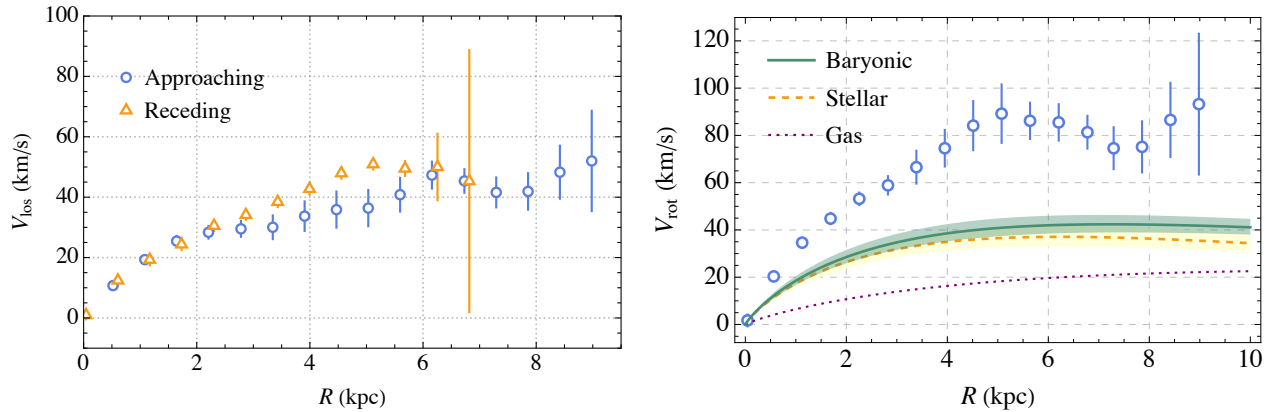 100
80
60
40
20
0
V_los (km/s)
Approaching
Receding
0 2 4 6 8
R (kpc)
120
100
80
60
40
20
0
V_rot (km/s)
Baryonic
Stellar
Gas
0 2 4 6 8 10
R (kpc)